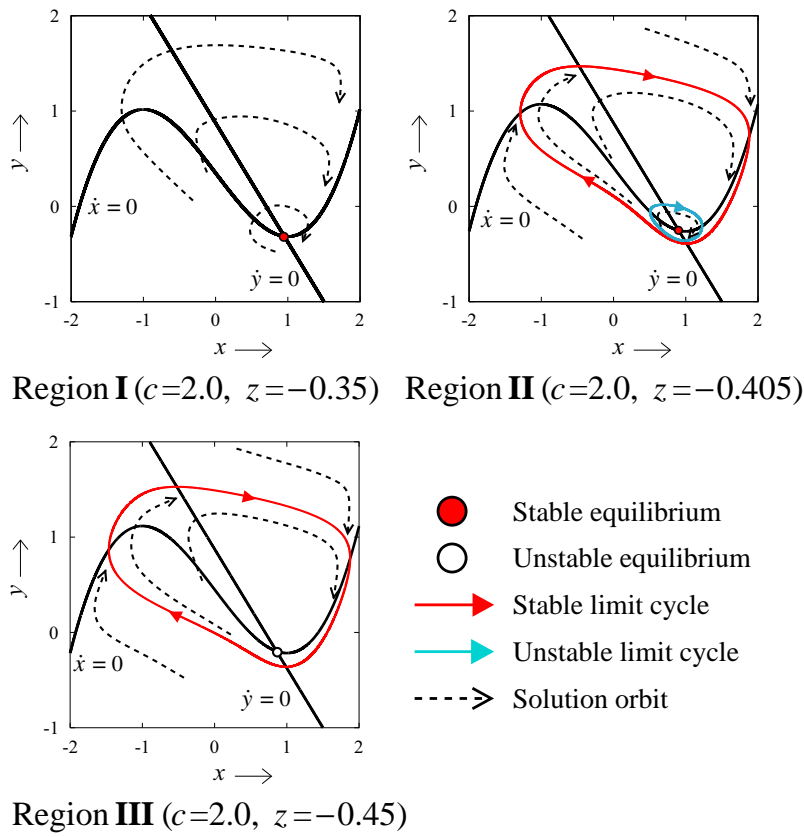 2
1
0
-1
-2 -1 0 1 2
y →
x →
ẋ = 0
ẏ = 0
Region I (c=2.0, z=−0.35)
2
1
0
-1
-2 -1 0 1 2
y →
x →
ẋ = 0
ẏ = 0
Region II (c=2.0, z=−0.405)
2
1
0
-1
-2 -1 0 1 2
y →
x →
ẋ = 0
ẏ = 0
Region III (c=2.0, z=−0.45)
Stable equilibrium
Unstable equilibrium
Stable limit cycle
Unstable limit cycle
Solution orbit